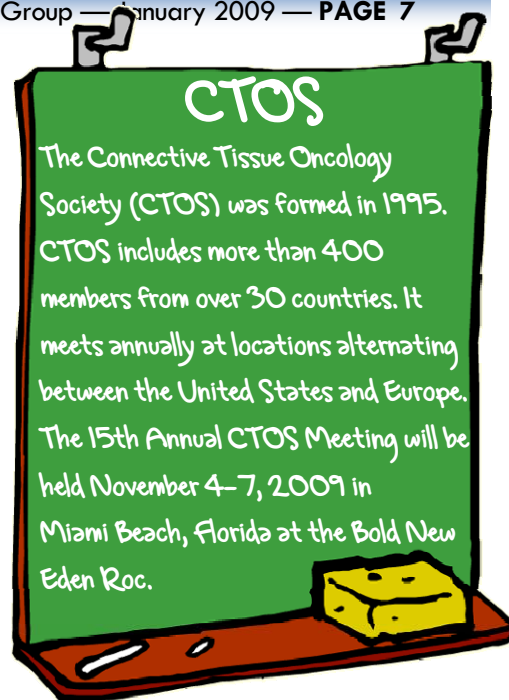 Group — January 2009 — PAGE 7
CTOS
The Connective Tissue Oncology
Society (CTOS) was formed in 1995.
CTOS includes more than 400
members from over 30 countries. It
meets annually at locations alternating
between the United States and Europe.
The 15th Annual CTOS Meeting will be
held November 4–7, 2009 in
Miami Beach, Florida at the Bold New
Eden Roc.